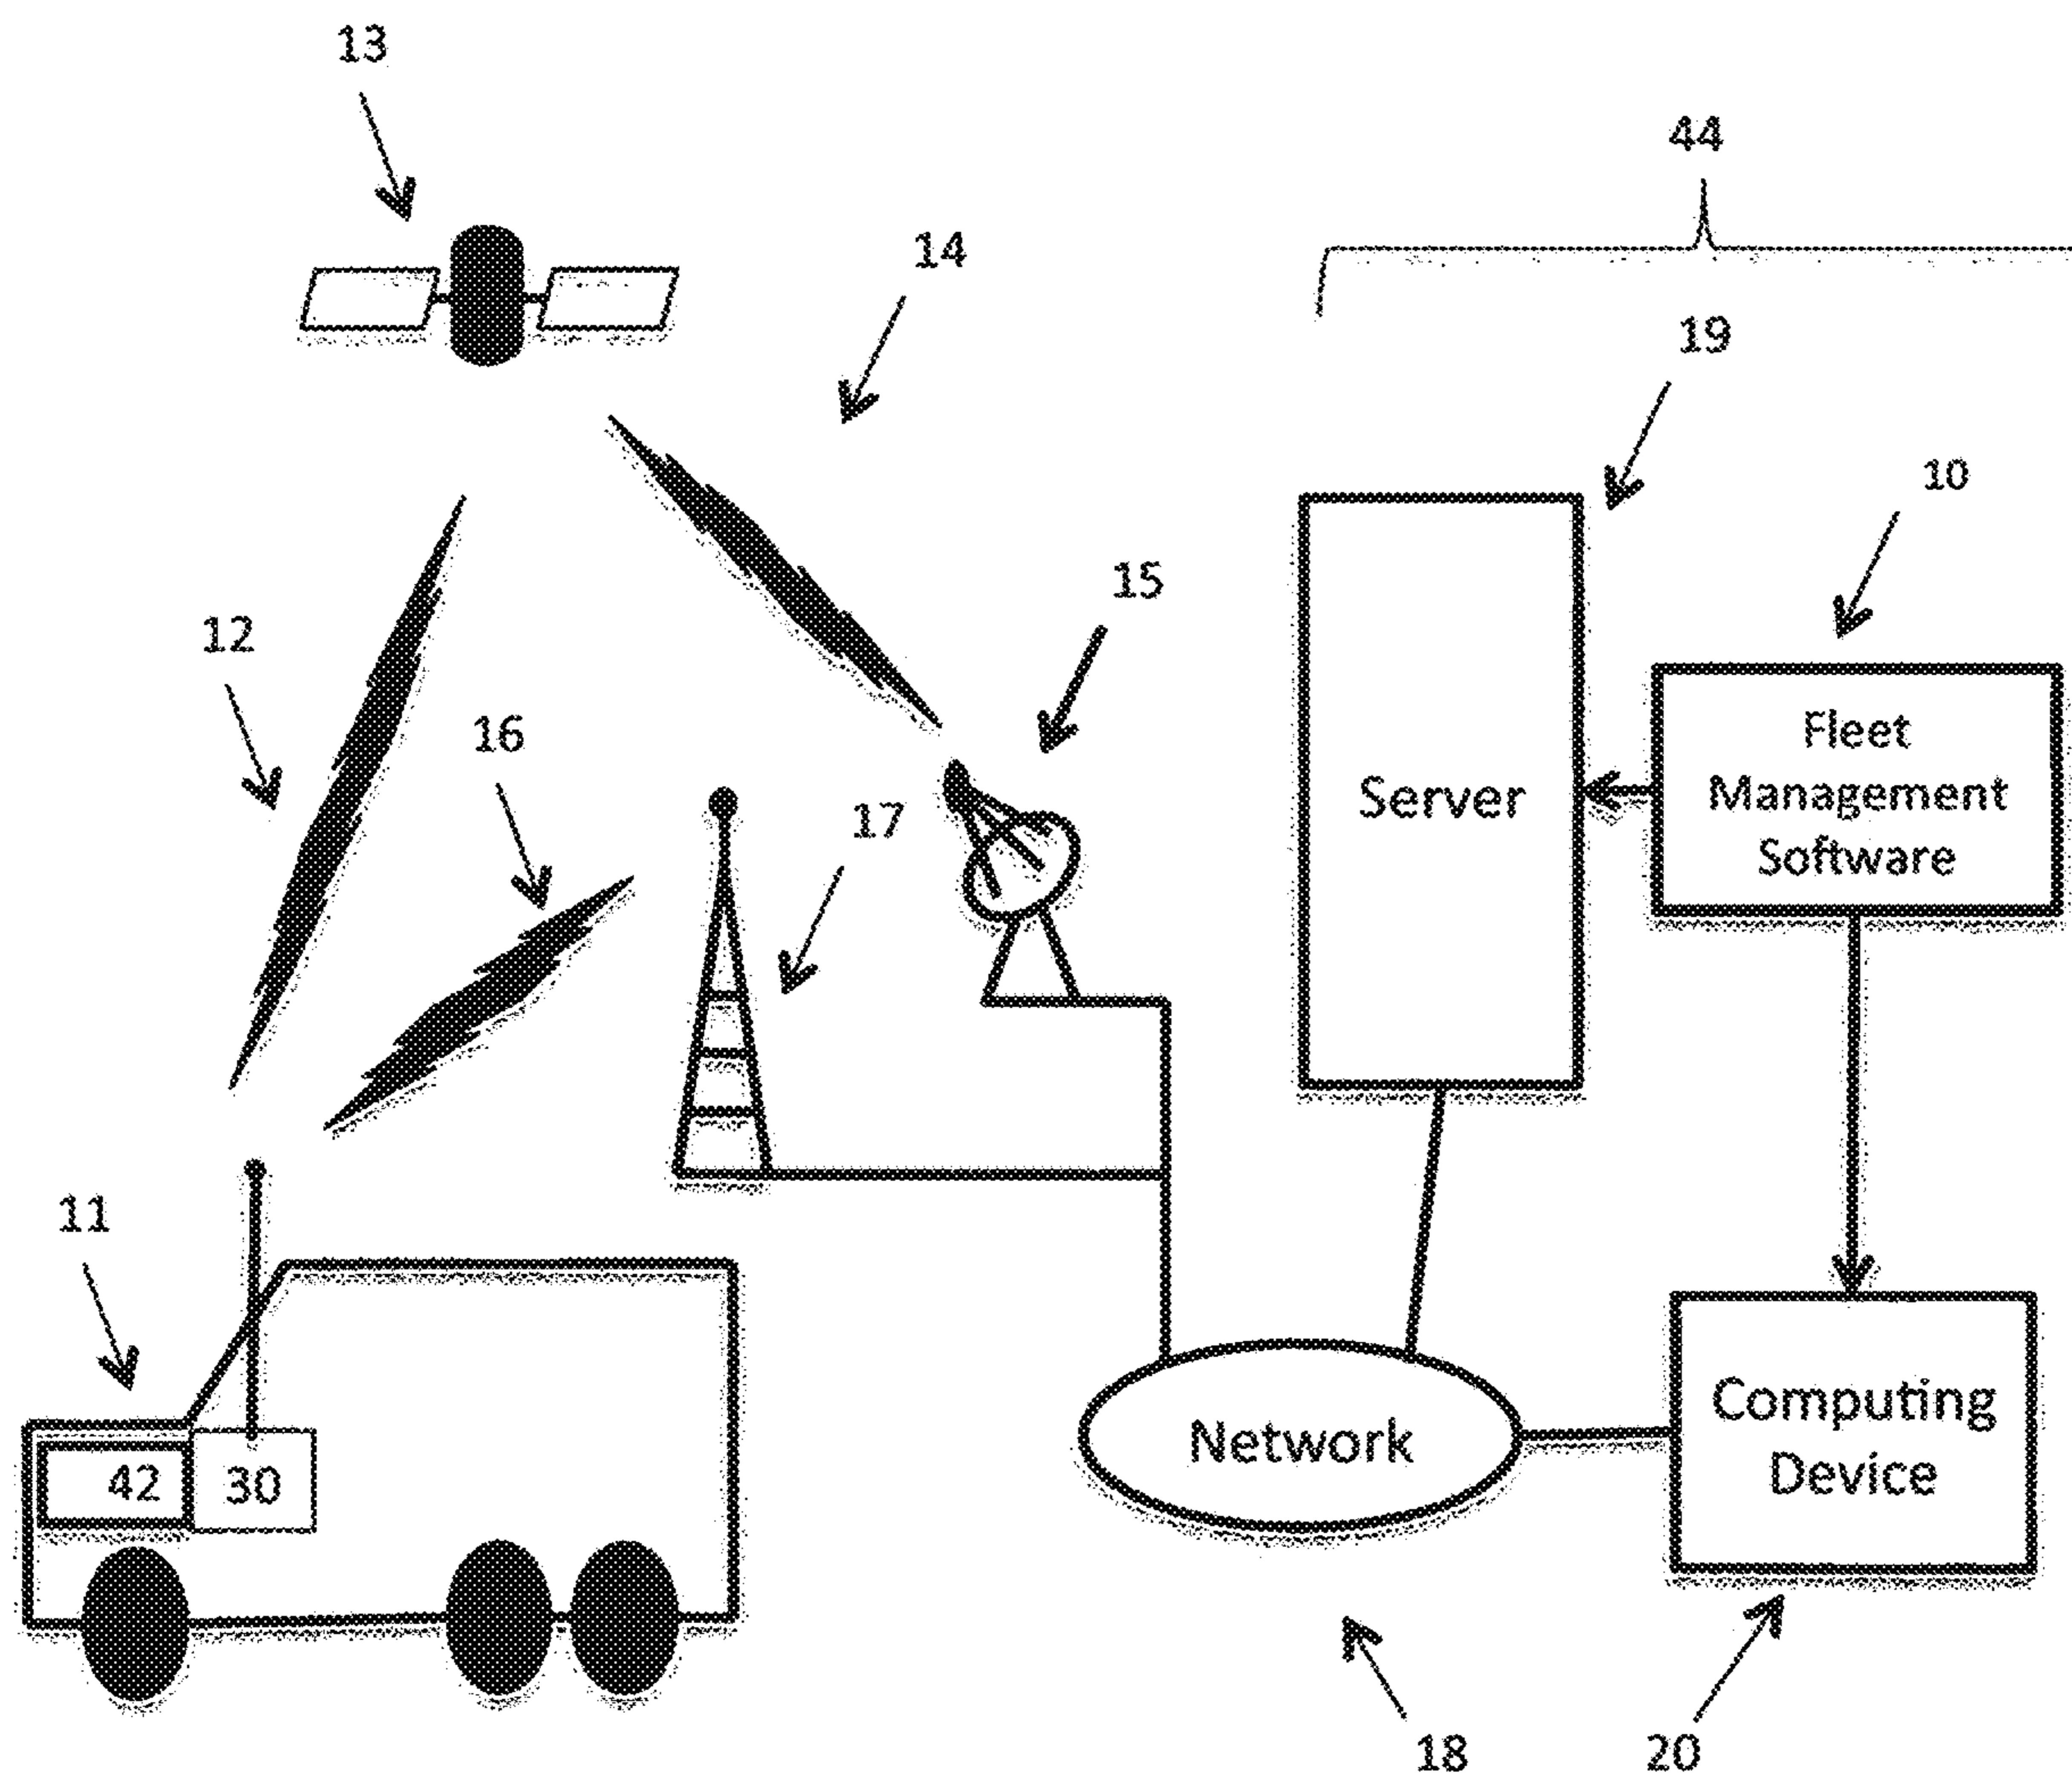 13
44
14
19
10
15
12
16
Fleet
Management
Software
Server
17
11
Computing
Device
Network
42
30
18
20